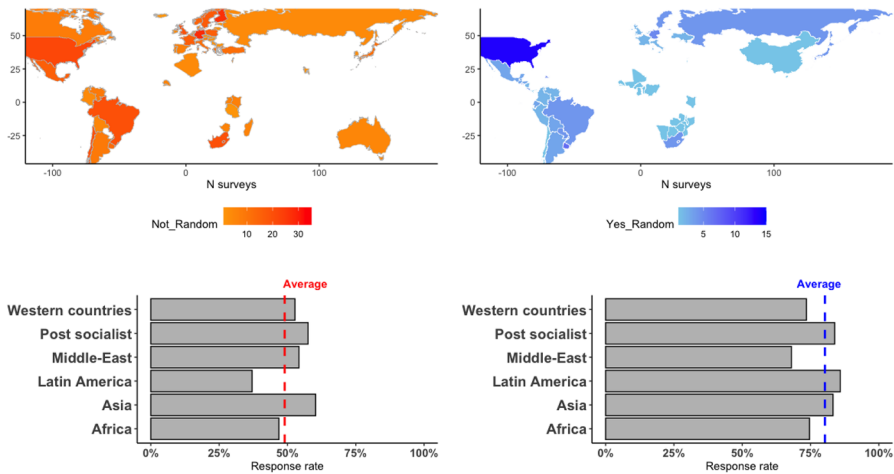 50
25
0
-25
-100
0
100
N surveys
Not_Random
10
20
30
50
25
0
-25
-100
0
100
N surveys
Yes_Random
5
10
15
Average
Western countries
Post socialist
Middle-East
Latin America
Asia
Africa
0%
25%
50%
75%
100%
Response rate
Average
Western countries
Post socialist
Middle-East
Latin America
Asia
Africa
0%
25%
50%
75%
100%
Response rate